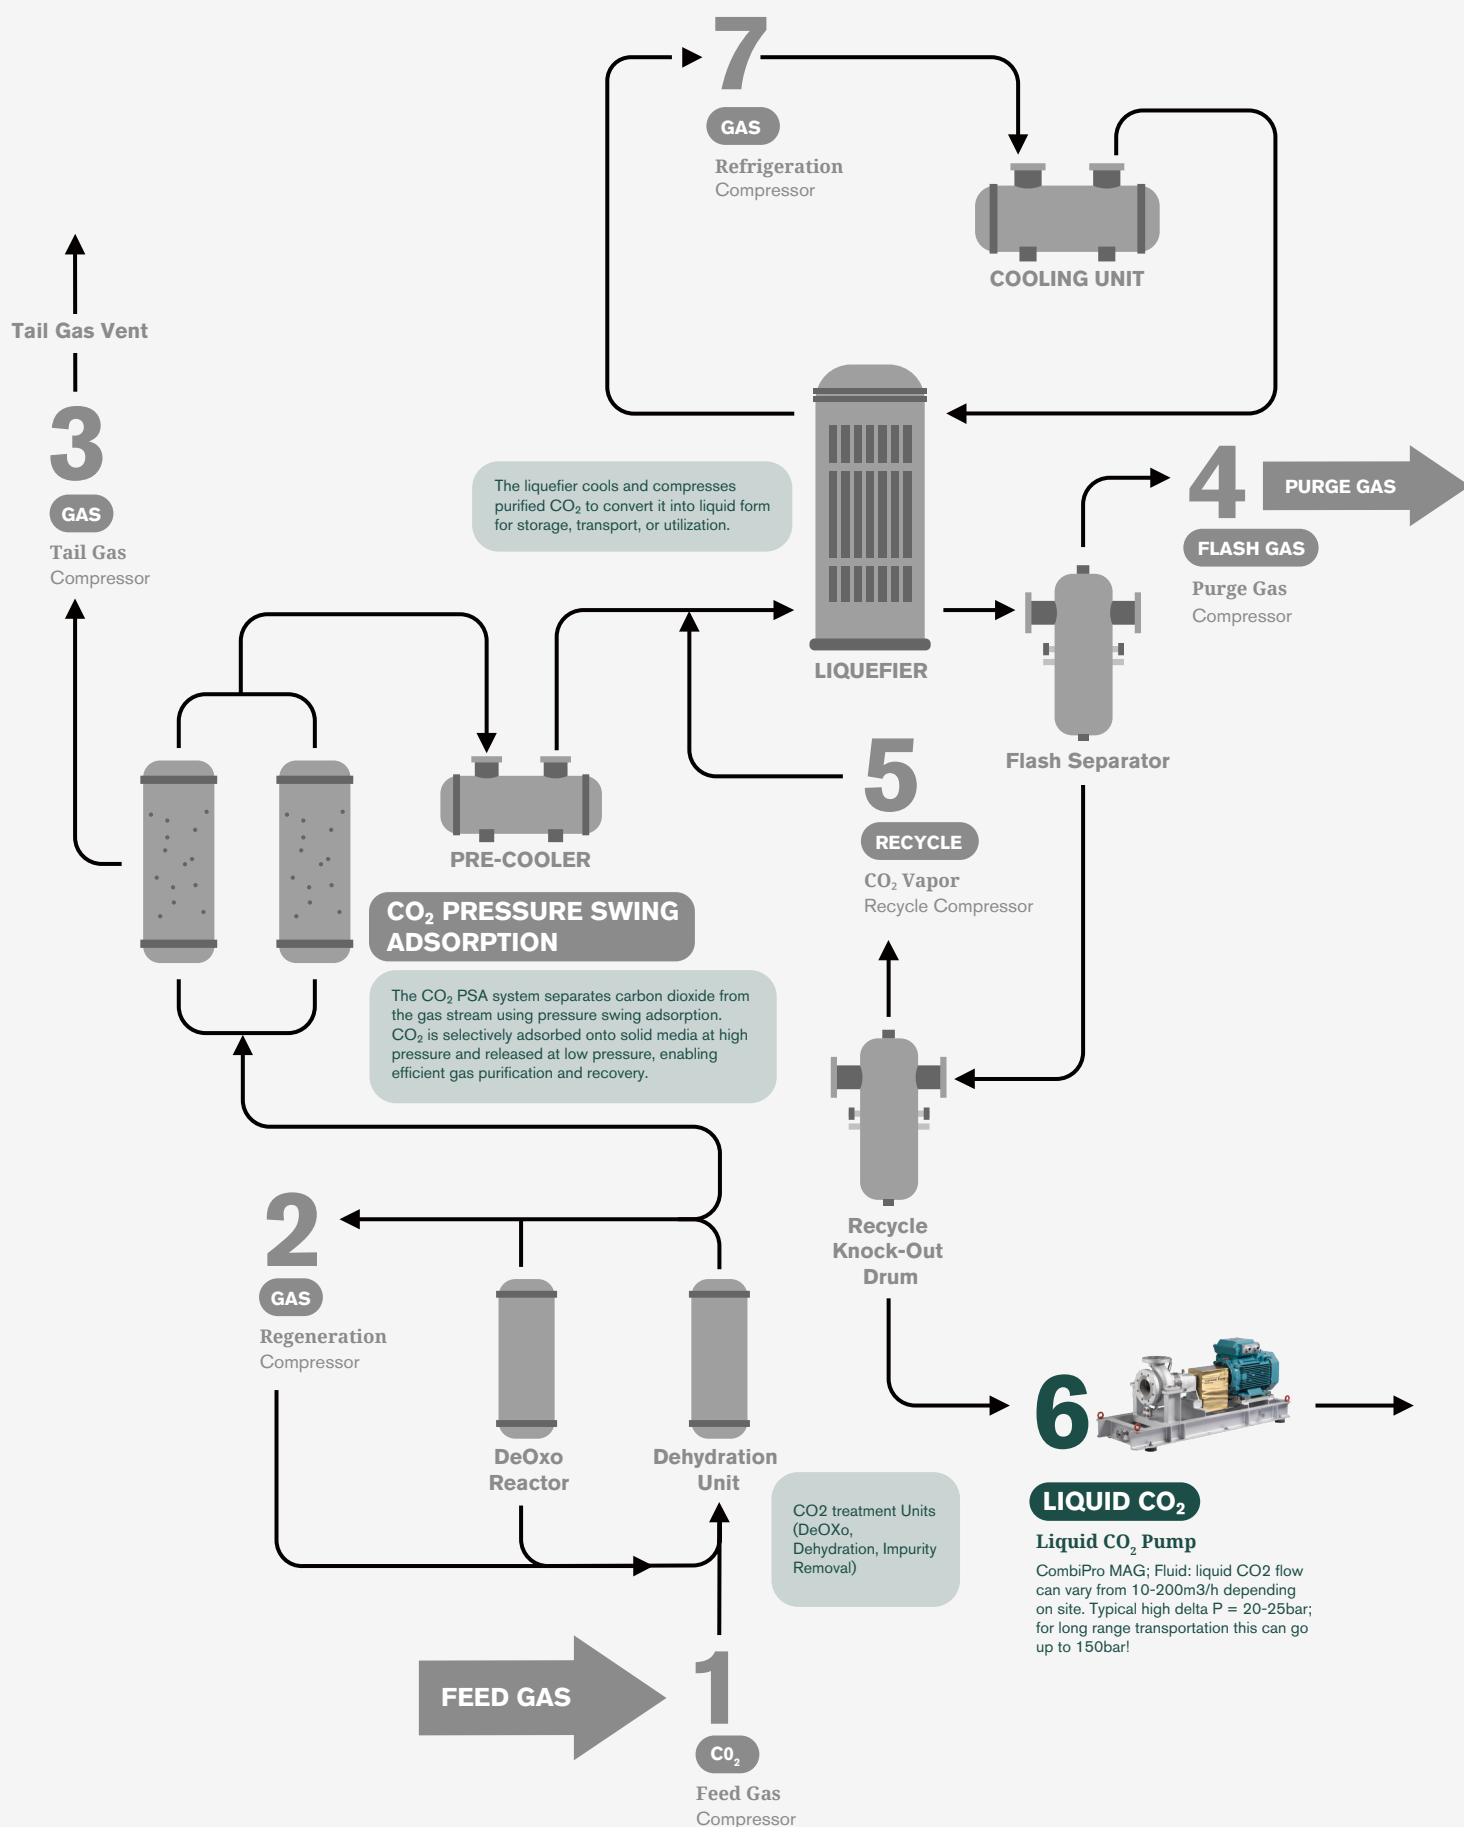 7
GAS
Refrigeration
Compressor
COOLING UNIT
Tail Gas Vent
3
GAS
Tail Gas
Compressor
The liquefier cools and compresses
purified CO₂ to convert it into liquid form
for storage, transport, or utilization.
LIQUEFIER
4
PURGE GAS
FLASH GAS
Purge Gas
Compressor
Flash Separator
PRE-COOLER
5
RECYCLE
CO₂ Vapor
Recycle Compressor
CO₂ PRESSURE SWING
ADSORPTION
The CO₂ PSA system separates carbon dioxide from
the gas stream using pressure swing adsorption.
CO₂ is selectively adsorbed onto solid media at high
pressure and released at low pressure, enabling
efficient gas purification and recovery.
Recycle
Knock-Out
Drum
2
GAS
Regeneration
Compressor
DeOxo
Reactor
Dehydration
Unit
CO2 treatment Units
(DeOXo,
Dehydration, Impurity
Removal)
6
LIQUID CO₂
Liquid CO₂ Pump
CombiPro MAG; Fluid: liquid CO2 flow
can vary from 10-200m3/h depending
on site. Typical high delta P = 20-25bar;
for long range transportation this can go
up to 150bar!
FEED GAS
1
C0₂
Feed Gas
Compressor